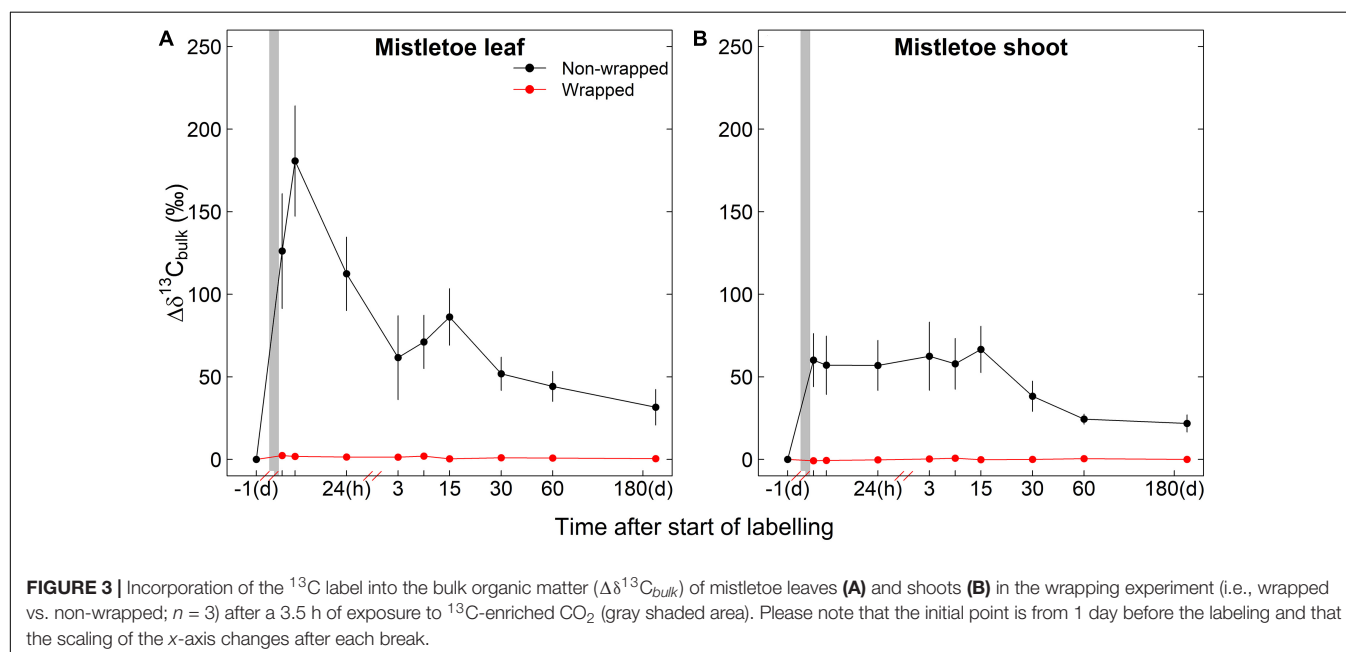 A
Mistletoe leaf
Non-wrapped
Wrapped
250
200
150
100
50
0
Δδ¹³C_bulk (‰)
-1(d)
24(h)
3
15
30
60
180(d)
B
Mistletoe shoot
250
200
150
100
50
0
-1(d)
24(h)
3
15
30
60
180(d)
Time after start of labelling
FIGURE 3 | Incorporation of the ¹³C label into the bulk organic matter (Δδ¹³C_bulk) of mistletoe leaves (A) and shoots (B) in the wrapping experiment (i.e., wrapped
vs. non-wrapped; n = 3) after a 3.5 h of exposure to ¹³C-enriched CO₂ (gray shaded area). Please note that the initial point is from 1 day before the labeling and that
the scaling of the x-axis changes after each break.